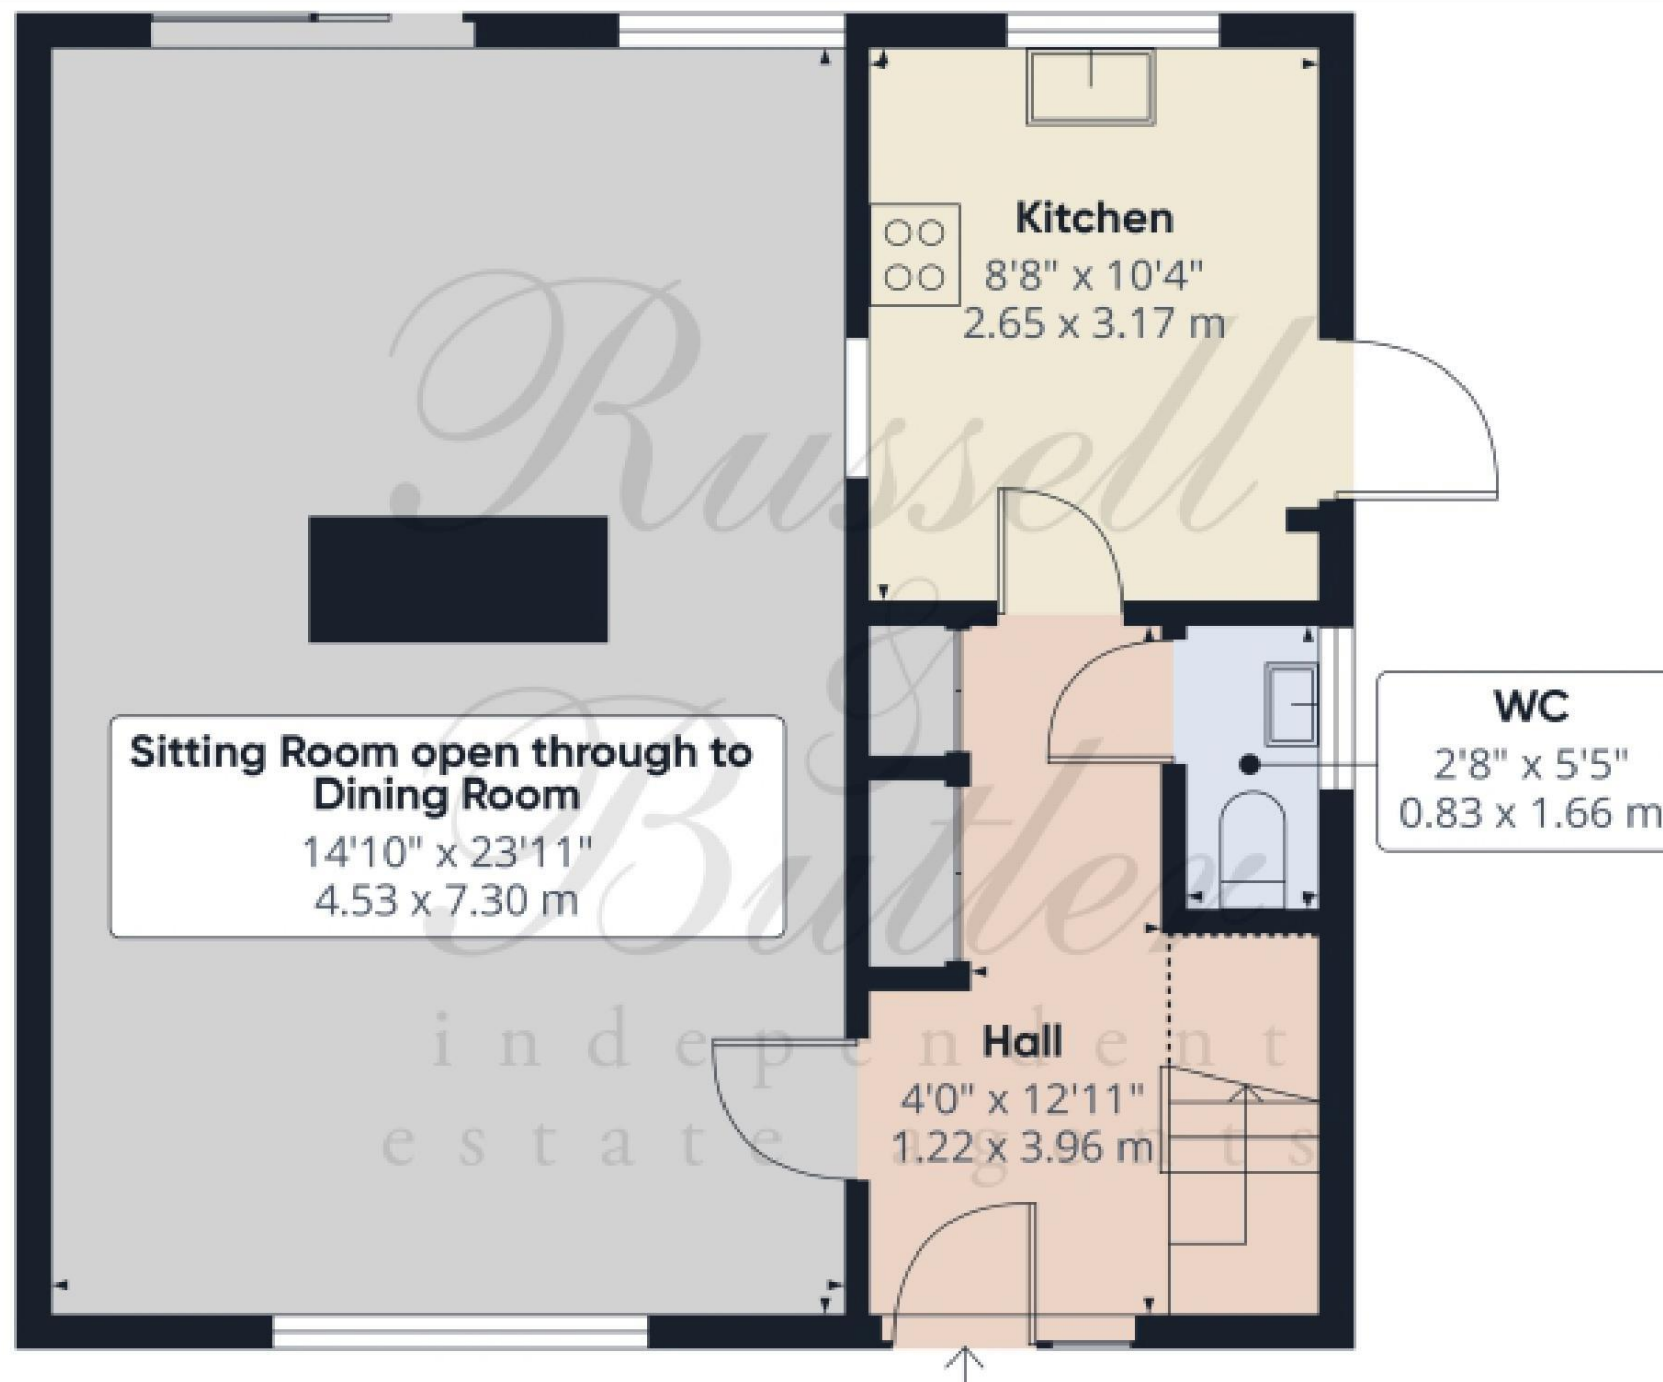 Kitchen
8'8" x 10'4"
2.65 x 3.17 m
Sitting Room open through to
Dining Room
14'10" x 23'11"
4.53 x 7.30 m
WC
2'8" x 5'5"
0.83 x 1.66 m
Hall
4'0" x 12'11"
1.22 x 3.96 m
Russell
&
Butler
independent
estate agents